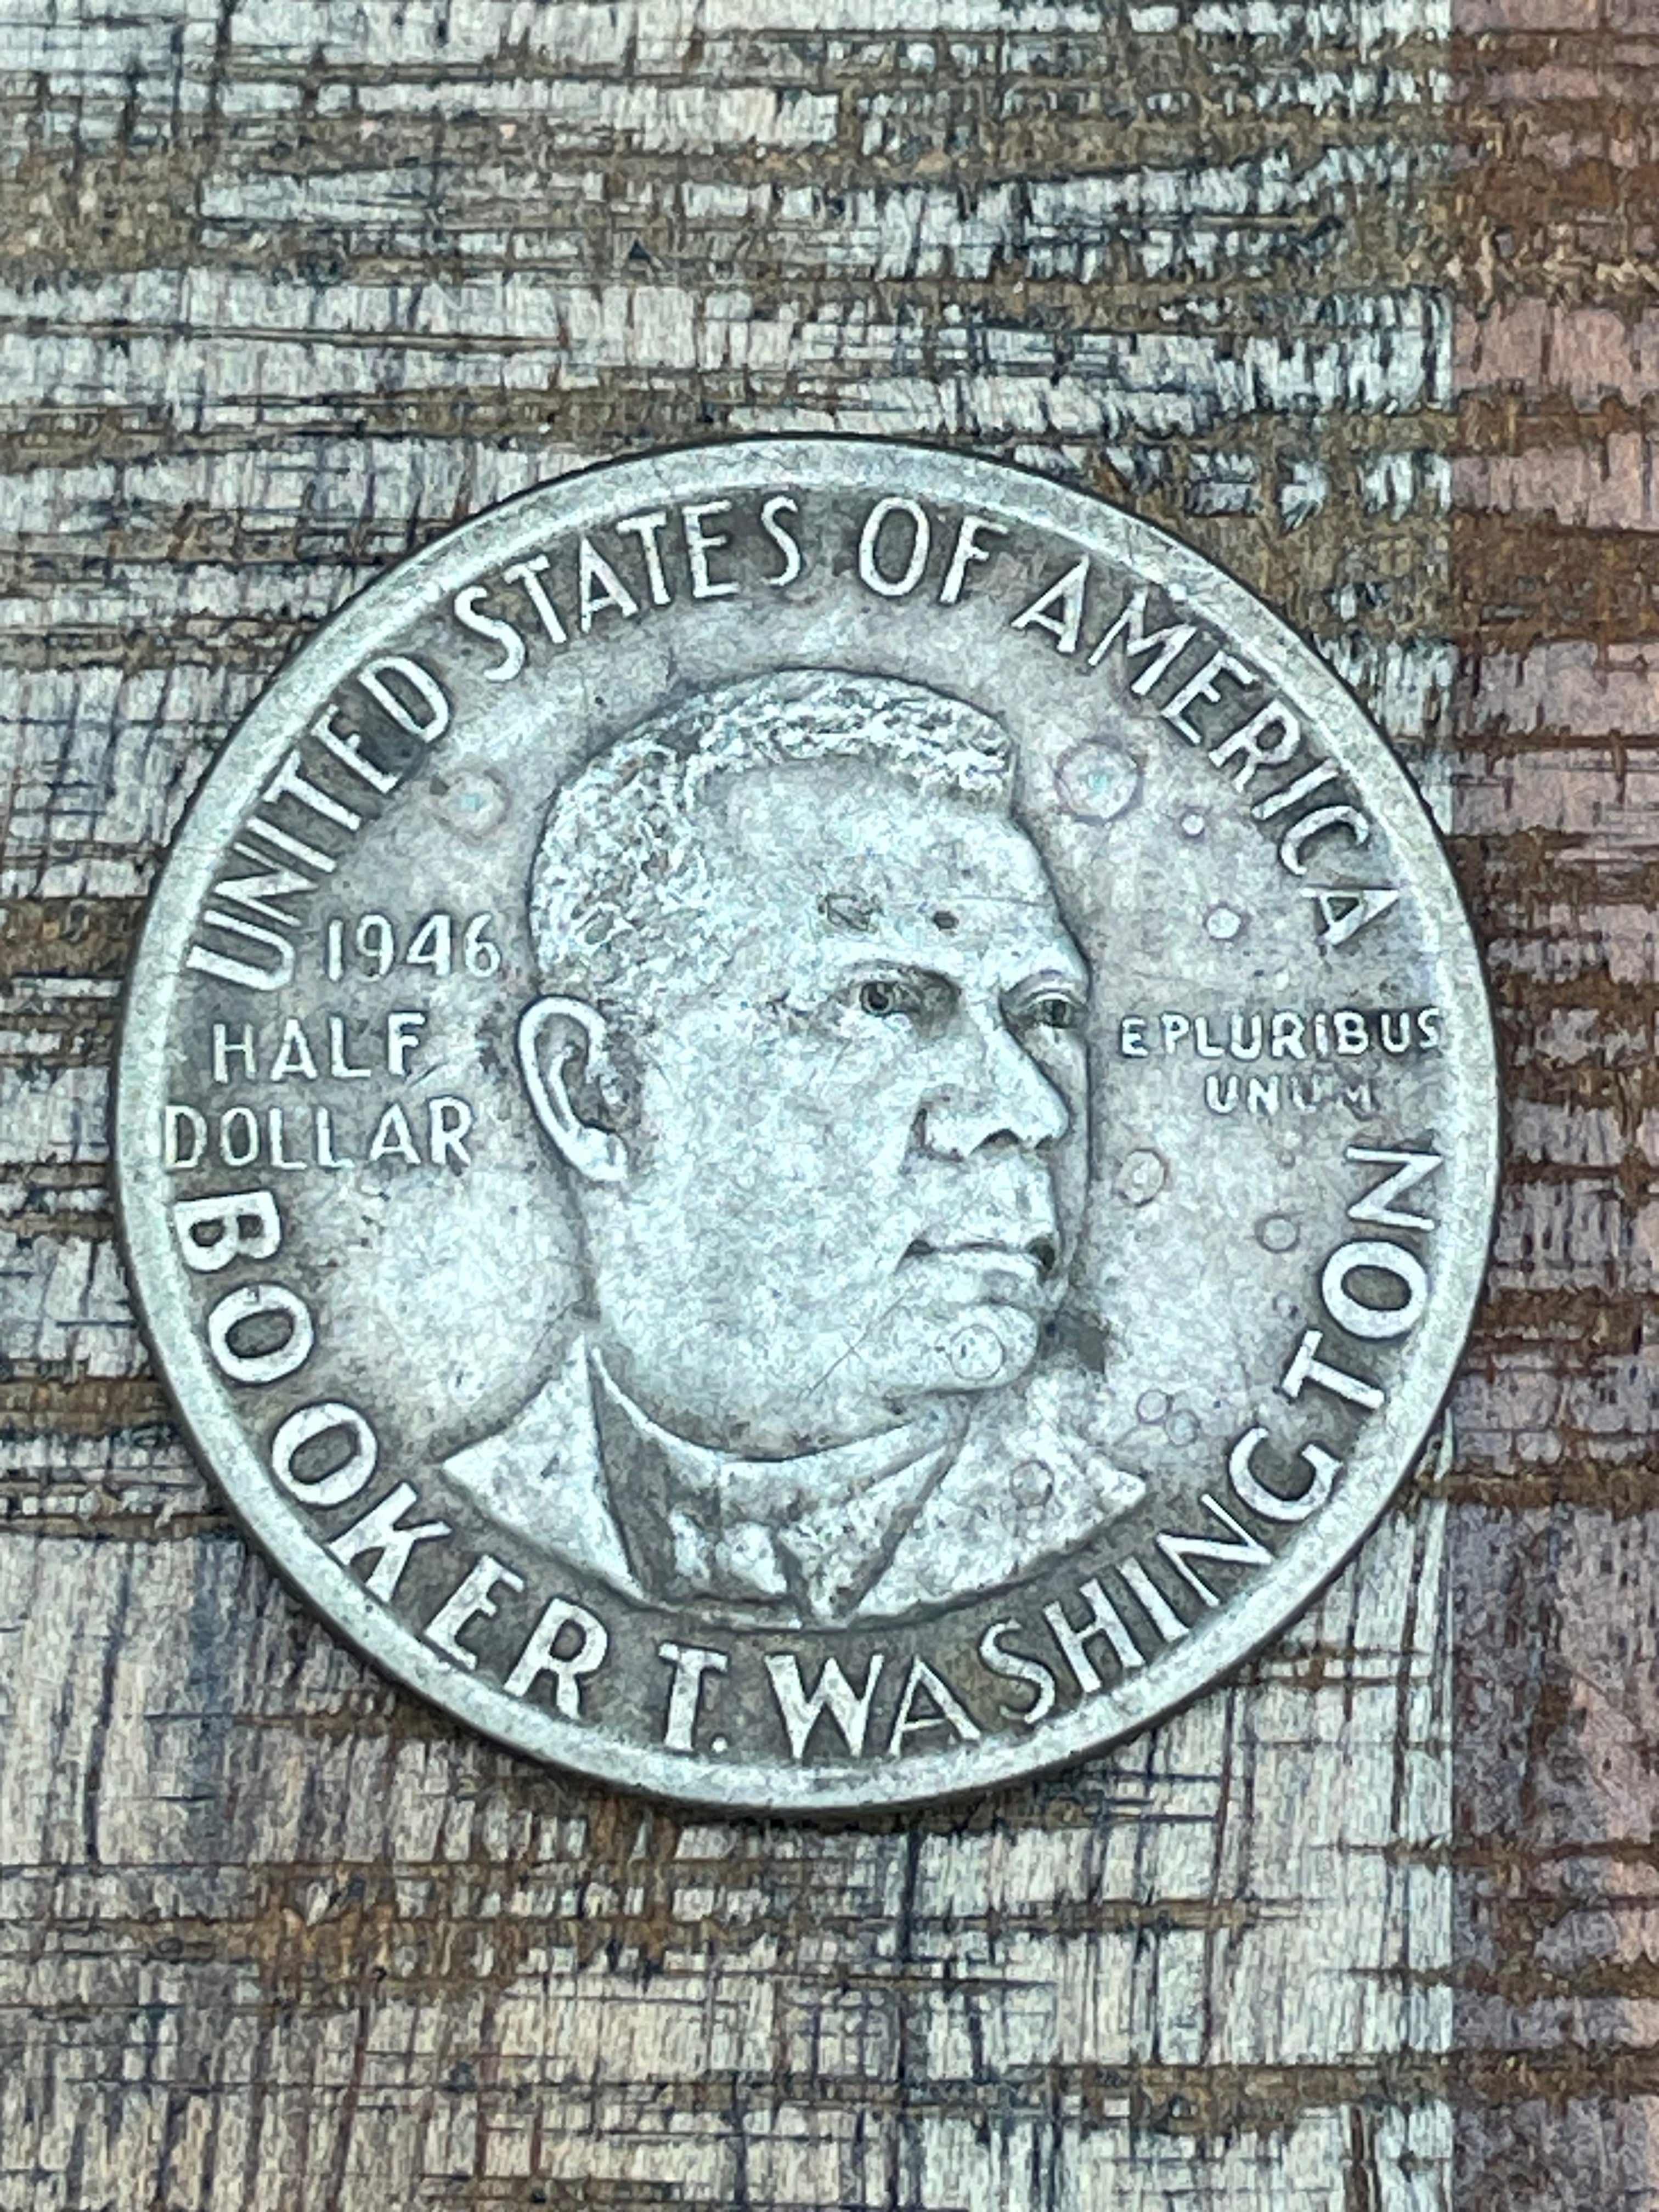 UNITED STATES OF AMERICA
1946
HALF
DOLLAR
E PLURIBUS
UNUM
BOOKER T. WASHINGTON